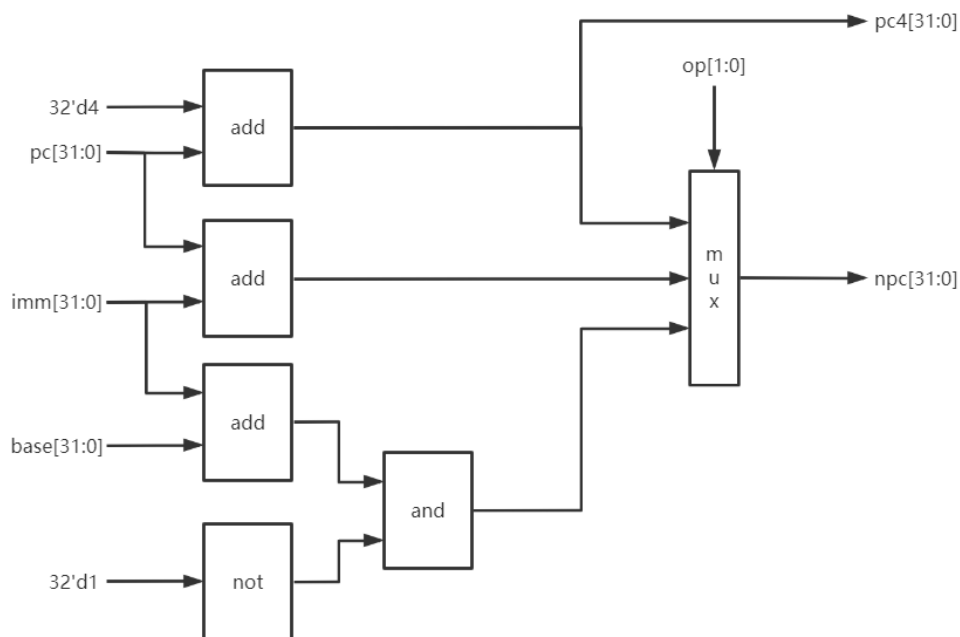 pc4[31:0]
op[1:0]
32'd4
add
pc[31:0]
add
m
u
x
npc[31:0]
imm[31:0]
add
base[31:0]
and
32'd1
not